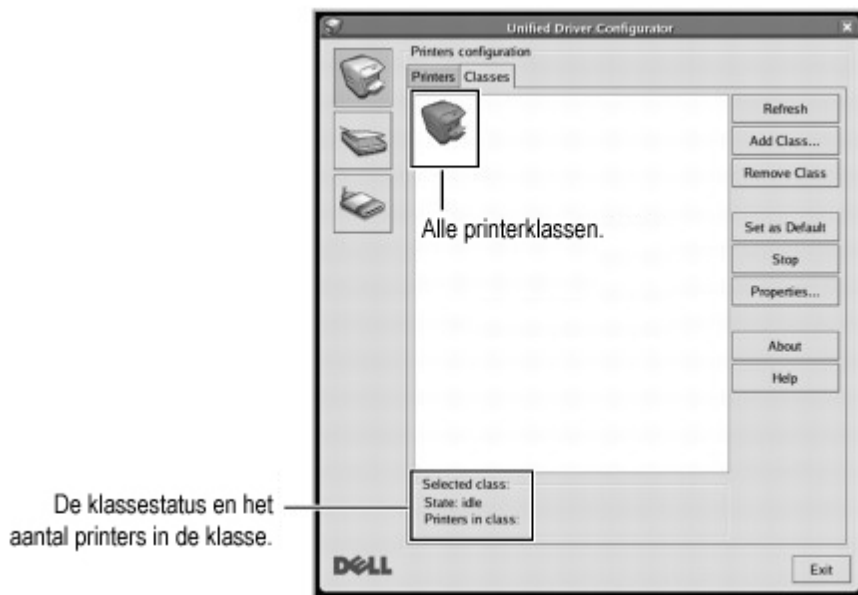 Unified Driver Configurator
Printers configuration
Printers Classes
Refresh
Add Class...
Remove Class
Alle printerklassen.
Set as Default
Stop
Properties...
About
Help
Selected class:
State: idle
Printers in class:
De klassestatus en het
aantal printers in de klasse.
DELL
Exit